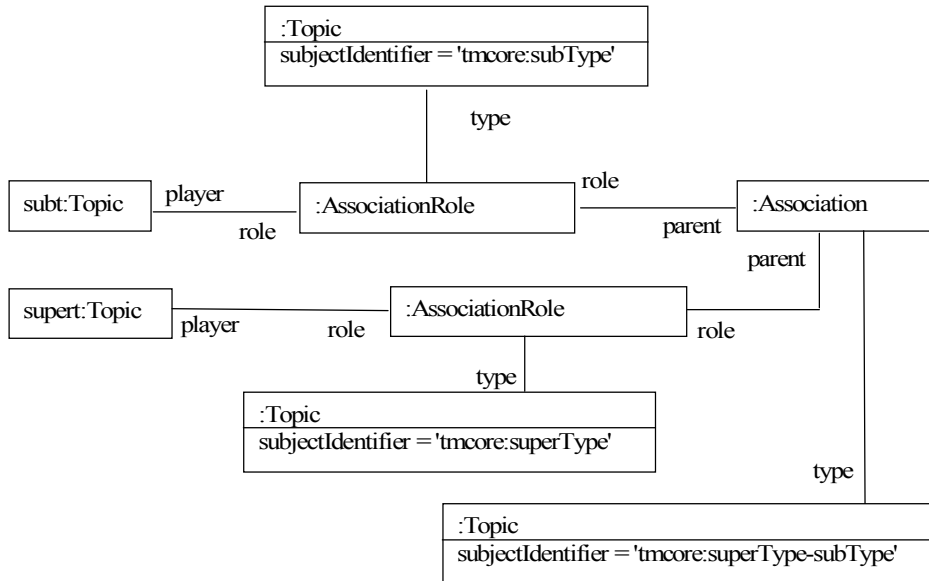 :Topic
subjectIdentifier = 'tmcore:subType'
type
subt:Topic
player
role
:AssociationRole
role
parent
:Association
parent
supert:Topic
player
role
:AssociationRole
role
type
:Topic
subjectIdentifier = 'tmcore:superType'
type
:Topic
subjectIdentifier = 'tmcore:superType-subType'